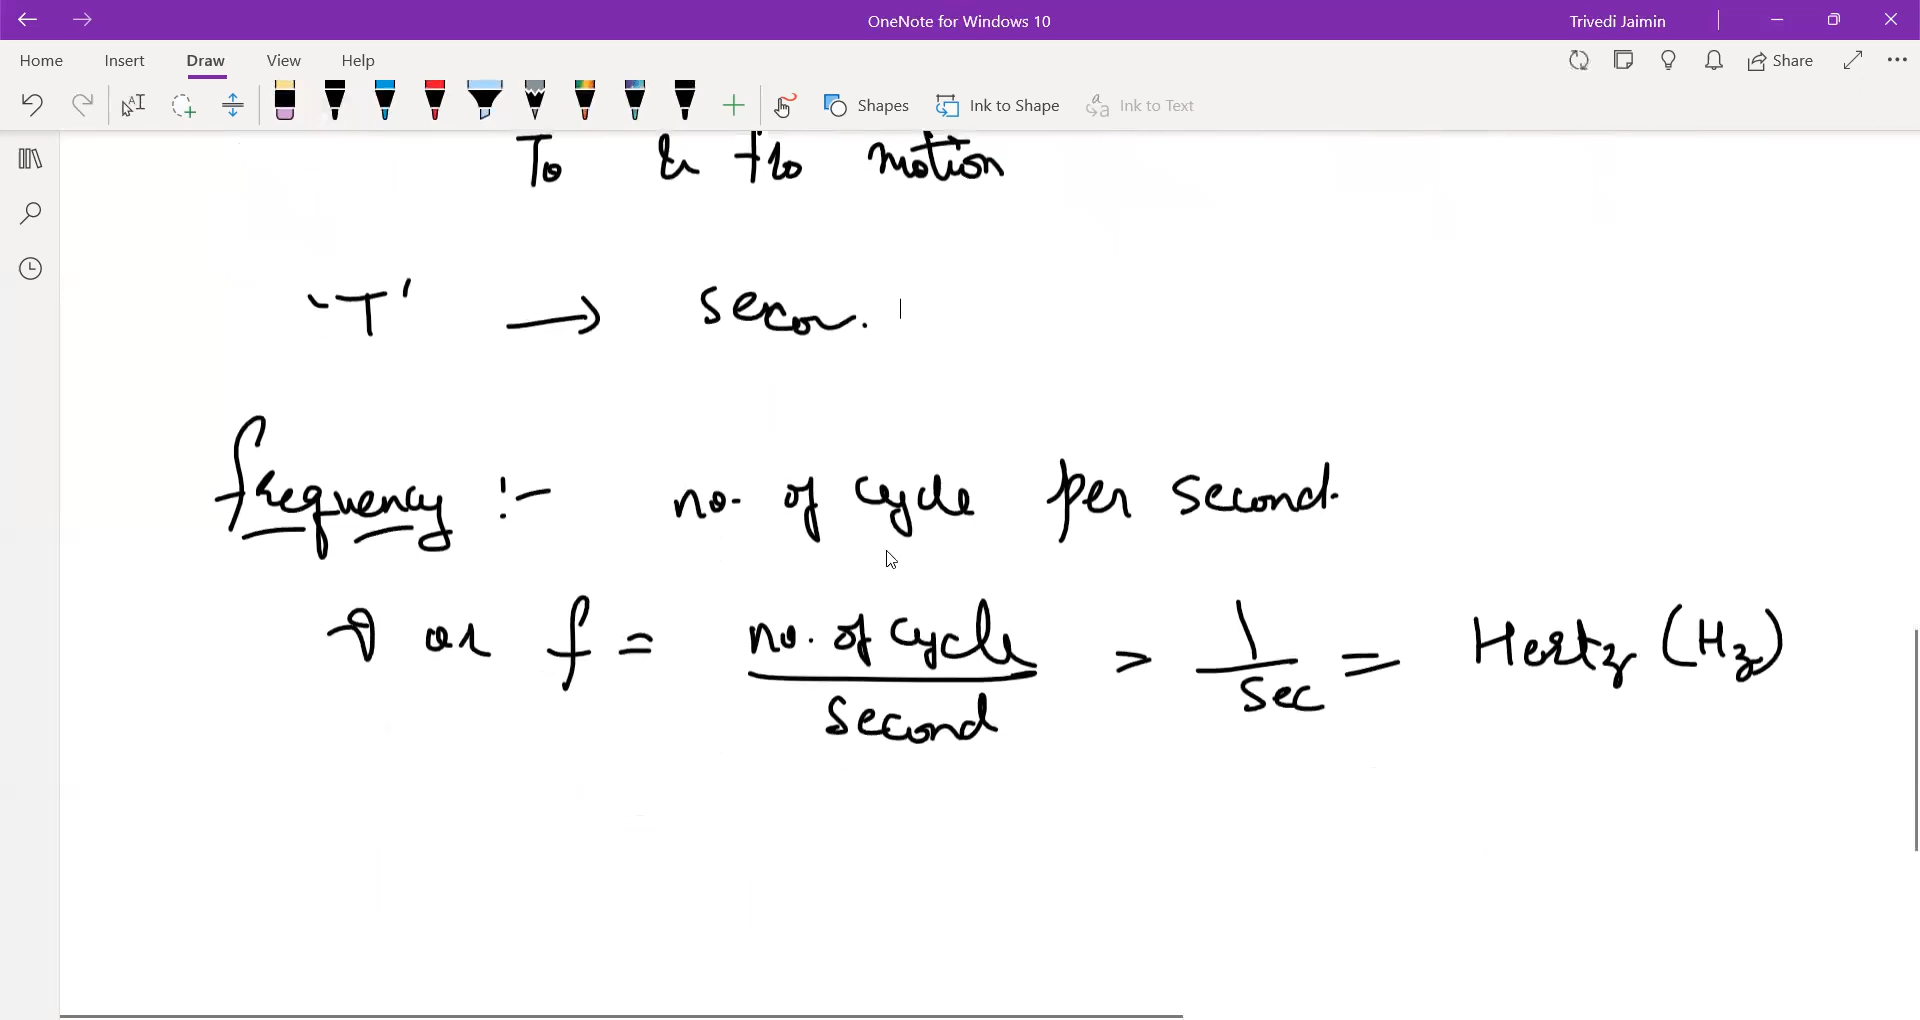 OneNote for Windows 10
Trivedi Jaimin
Home Insert Draw View Help
Share
Shapes Ink to Shape Ink to Text
To & fro motion
'T' → secon.
frequency :- no. of cycle per second.
or f = no. of cycle / second = 1 / sec = Hertz (Hz)